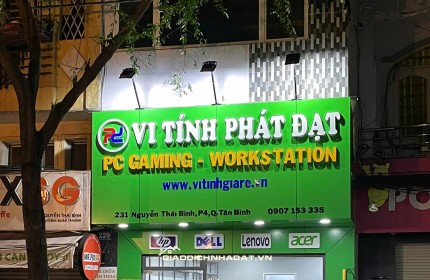 VI TÍNH PHÁT ĐẠT
PC GAMING - WORKSTATION
www.vitinhgiare.vn
231 Nguyễn Thái Bình, P4, Q.Tân Bình
0907 153 335
hp
DELL
Lenovo
acer
GIAODICHNHADAT.VN